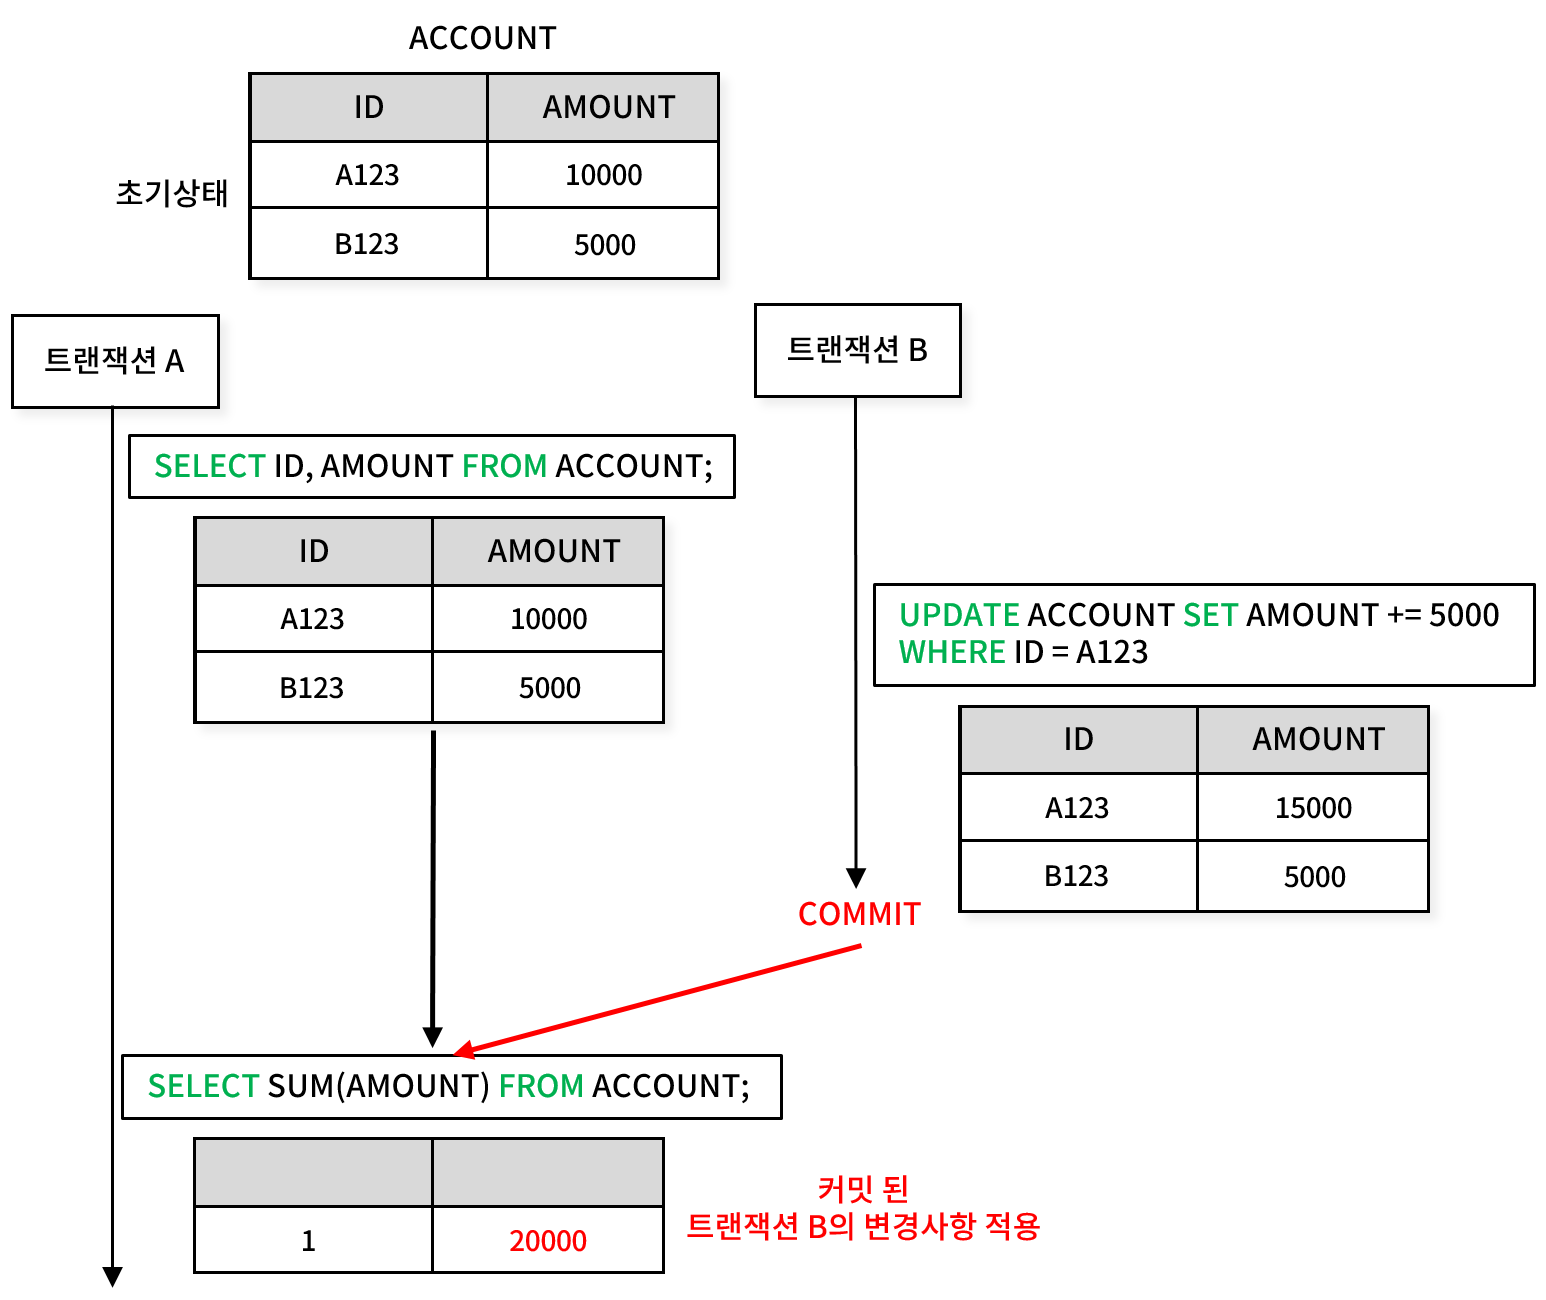 ACCOUNT
ID AMOUNT
A123 10000
초기상태
B123 5000
트랜잭션 A
트랜잭션 B
SELECT ID, AMOUNT FROM ACCOUNT;
ID AMOUNT
A123 10000
B123 5000
UPDATE ACCOUNT SET AMOUNT += 5000
WHERE ID = A123
ID AMOUNT
A123 15000
B123 5000
COMMIT
SELECT SUM(AMOUNT) FROM ACCOUNT;
1 20000
커밋 된
트랜잭션 B의 변경사항 적용